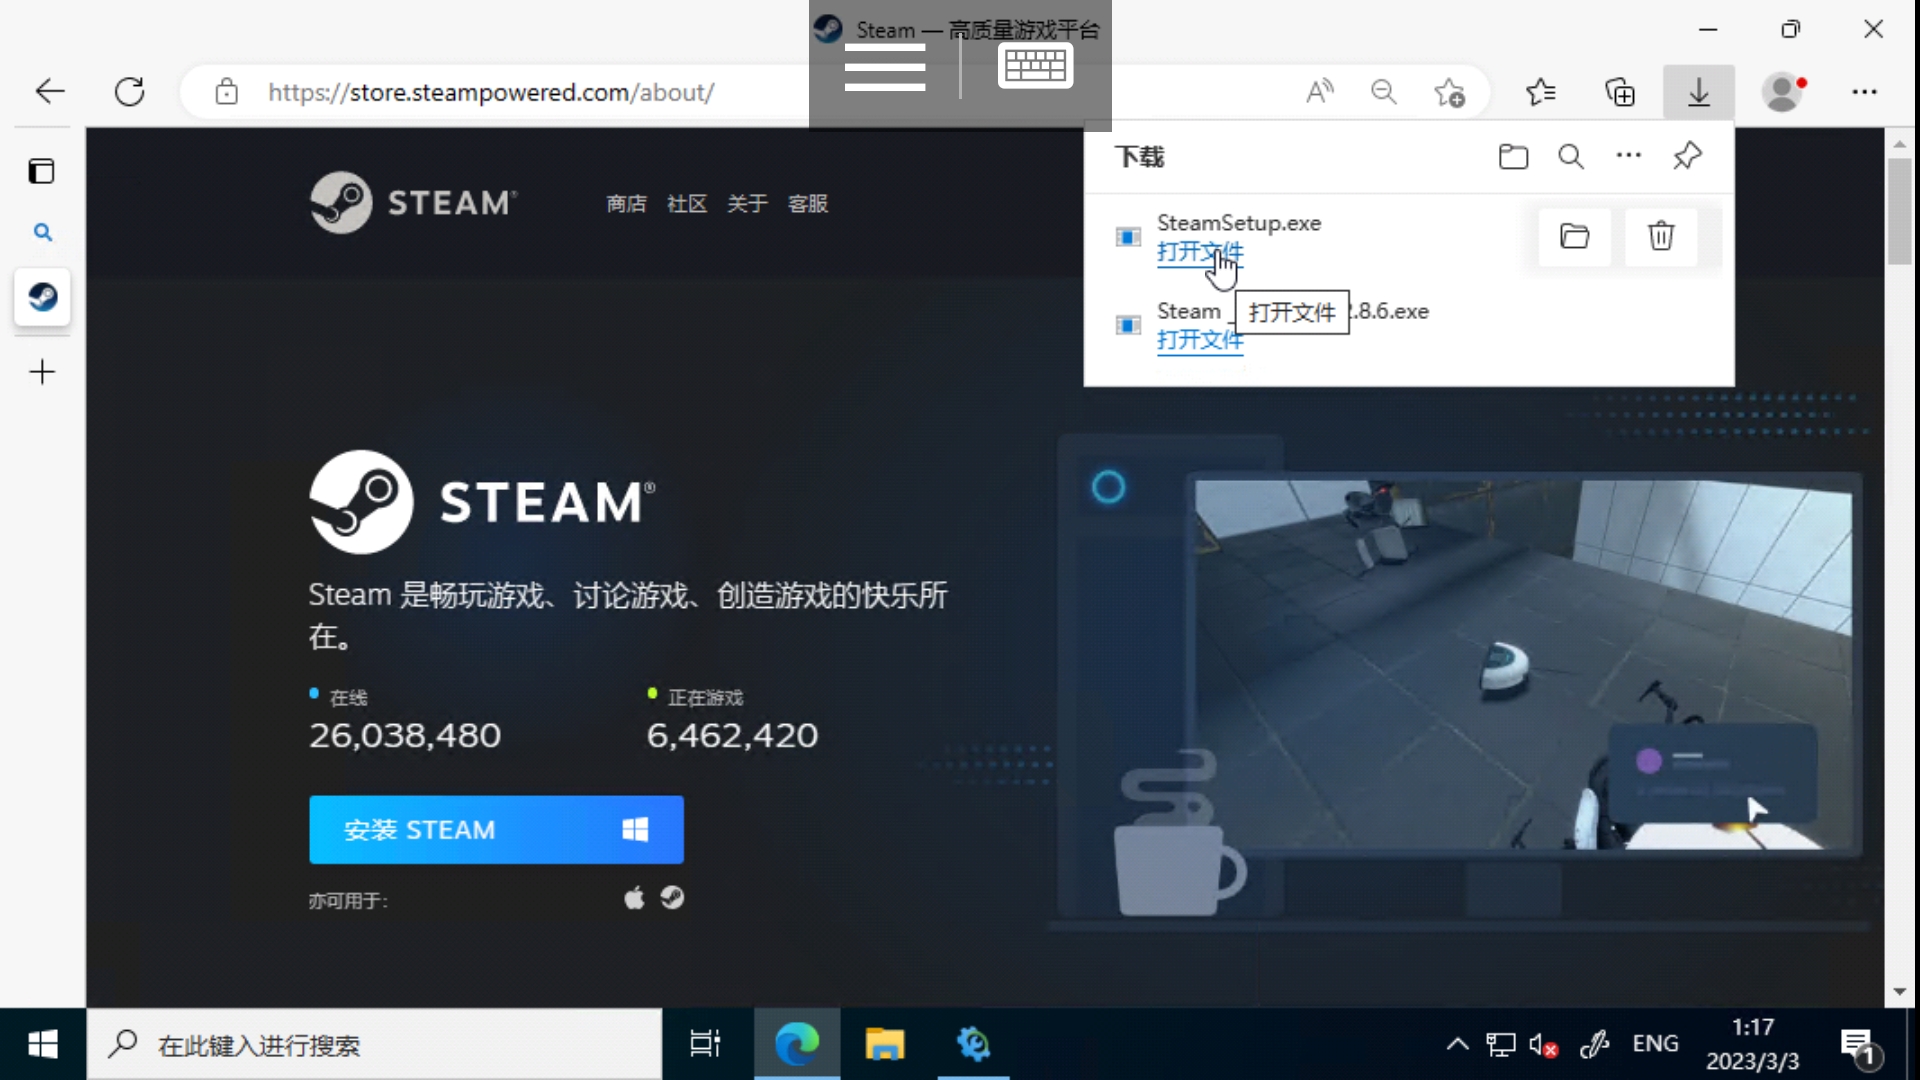 Steam — 高质量游戏平台
https://store.steampowered.com/about/
下载
SteamSetup.exe
打开文件
Steam
打开文件
.8.6.exe
打开文件
STEAM®
商店 社区 关于 客服
STEAM®
Steam 是畅玩游戏、讨论游戏、创造游戏的快乐所
在。
在线
26,038,480
正在游戏
6,462,420
安装 STEAM
亦可用于:
在此键入进行搜索
ENG
1:17
2023/3/3
1